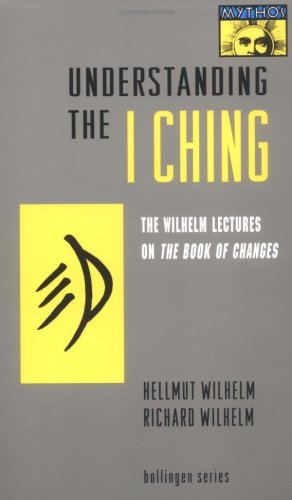 MYTHOS
UNDERSTANDING
THE I CHING
THE WILHELM LECTURES
ON THE BOOK OF CHANGES
HELLMUT WILHELM
RICHARD WILHELM
bollingen series